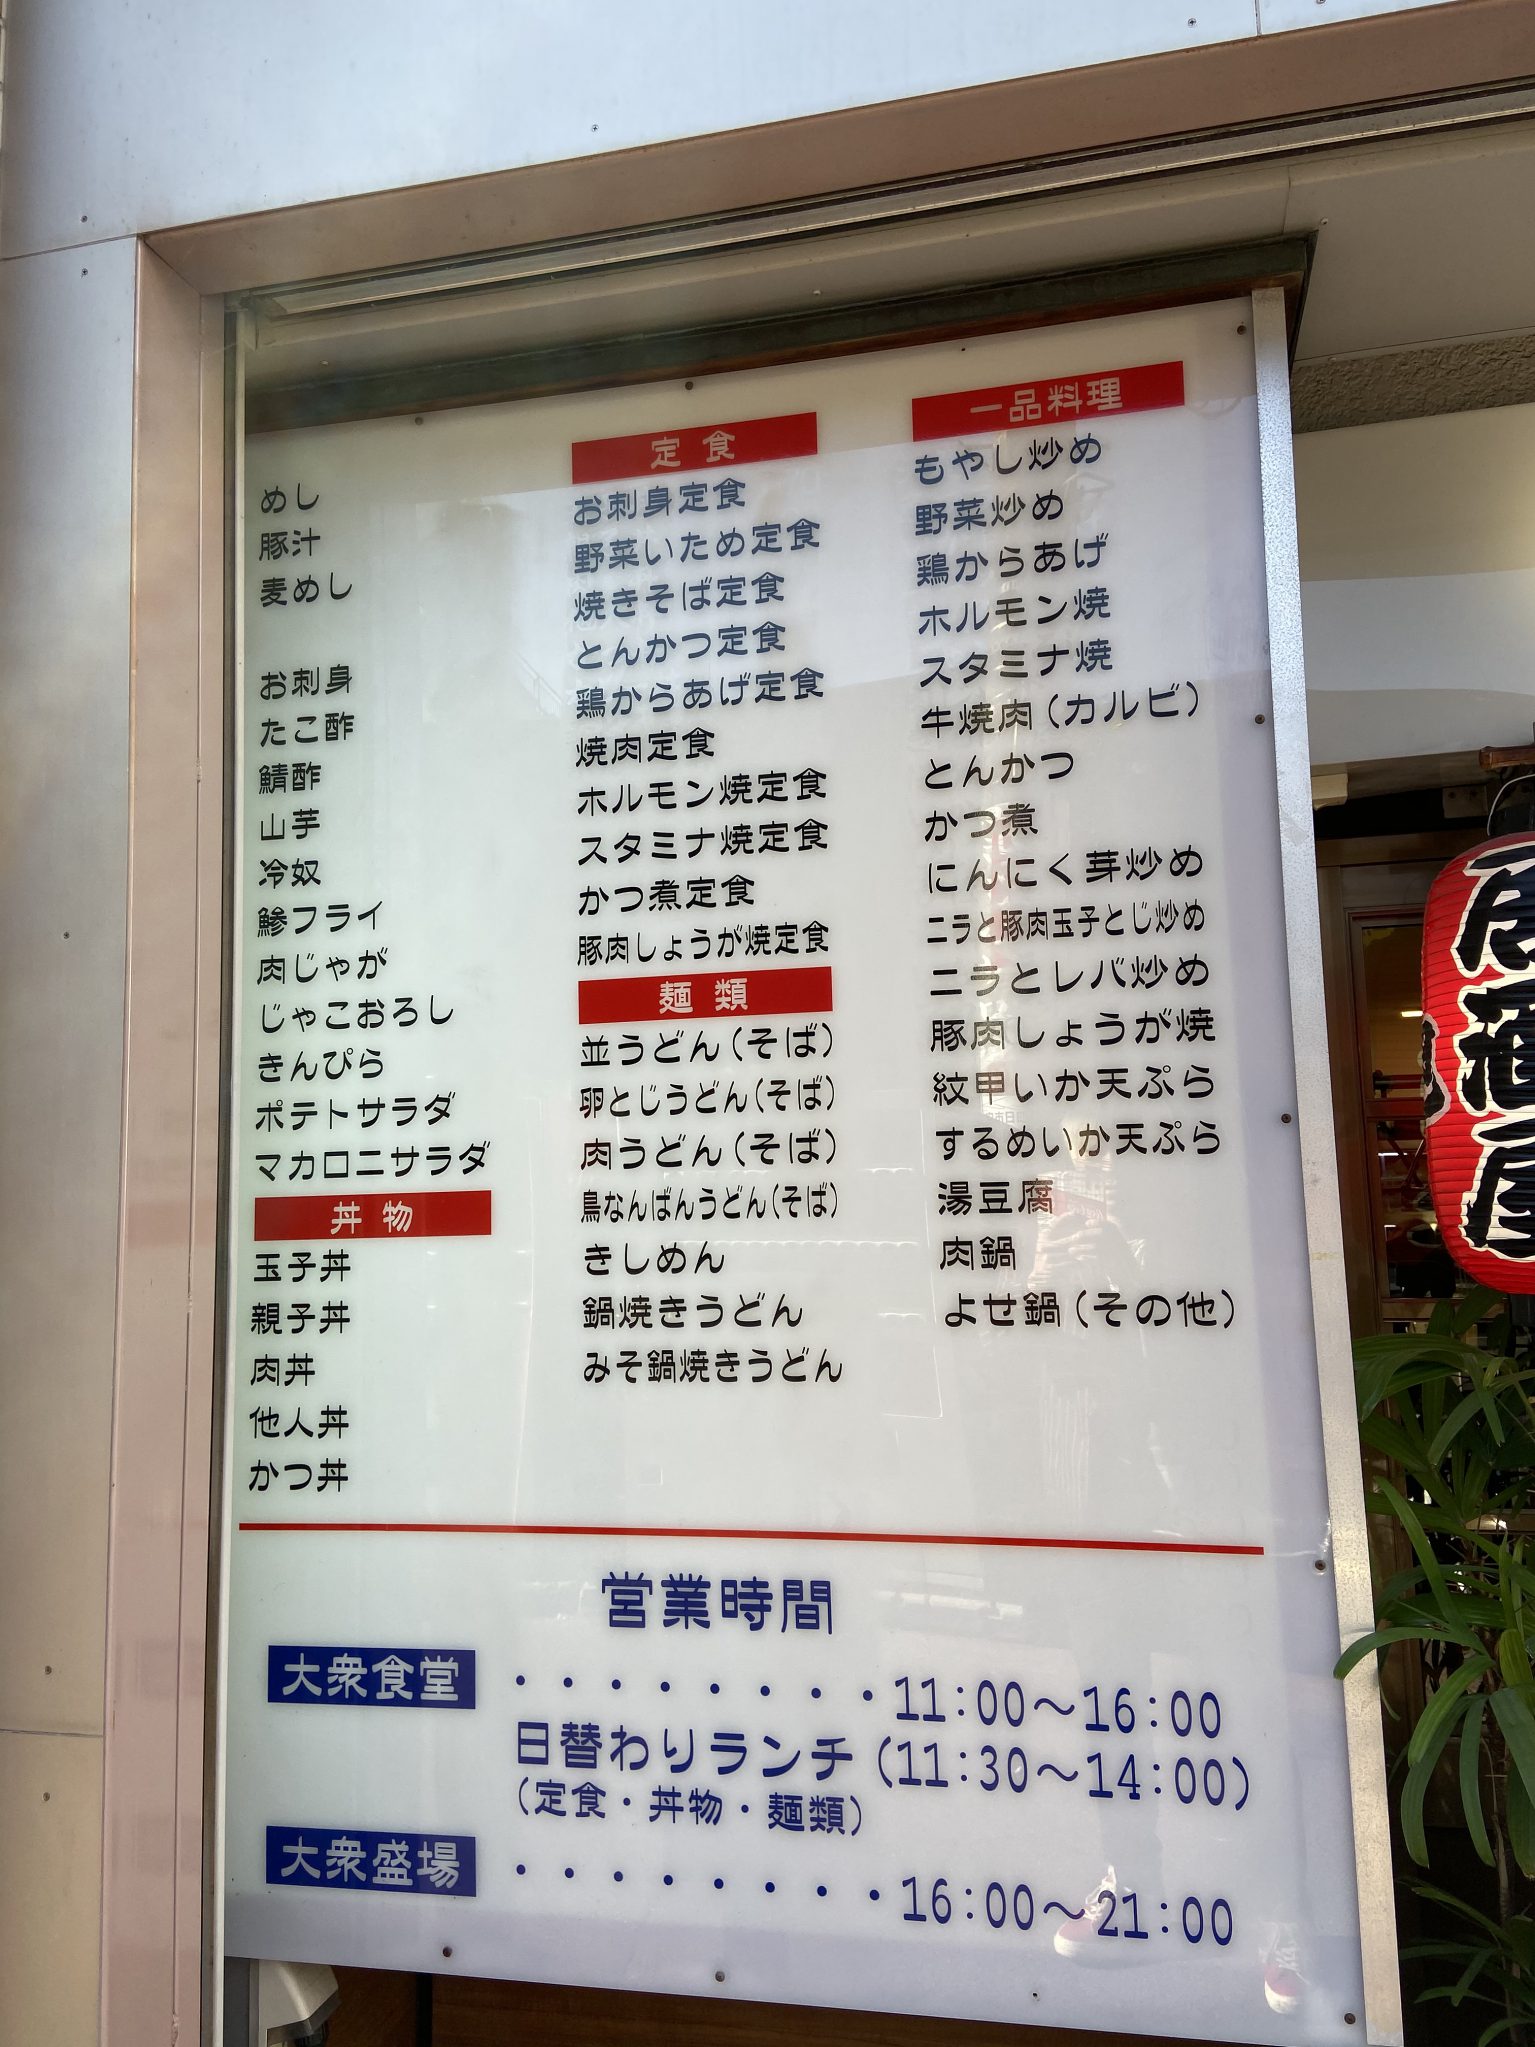 めし
豚汁
麦めし
お刺身
たこ酢
鯖酢
山芋
冷奴
鯵フライ
肉じゃが
じゃこおろし
きんぴら
ポテトサラダ
マカロニサラダ
丼物
玉子丼
親子丼
肉丼
他人丼
かつ丼
定食
お刺身定食
野菜いため定食
焼きそば定食
とんかつ定食
鶏からあげ定食
焼肉定食
ホルモン焼定食
スタミナ焼定食
かつ煮定食
豚肉しょうが焼定食
麺類
並うどん(そば)
卵とじうどん(そば)
肉うどん(そば)
鳥なんばんうどん(そば)
きしめん
鍋焼きうどん
みそ鍋焼きうどん
一品料理
もやし炒め
野菜炒め
鶏からあげ
ホルモン焼
スタミナ焼
牛焼肉(カルビ)
とんかつ
かつ煮
にんにく芽炒め
ニラと豚肉玉子とじ炒め
ニラとレバ炒め
豚肉しょうが焼
紋甲いか天ぷら
するめいか天ぷら
湯豆腐
肉鍋
よせ鍋(その他)
営業時間
大衆食堂・・・・・・・・11:00～16:00
日替わりランチ(11:30～14:00)
(定食・丼物・麺類)
大衆盛場・・・・・・・・16:00～21:00
居酒屋